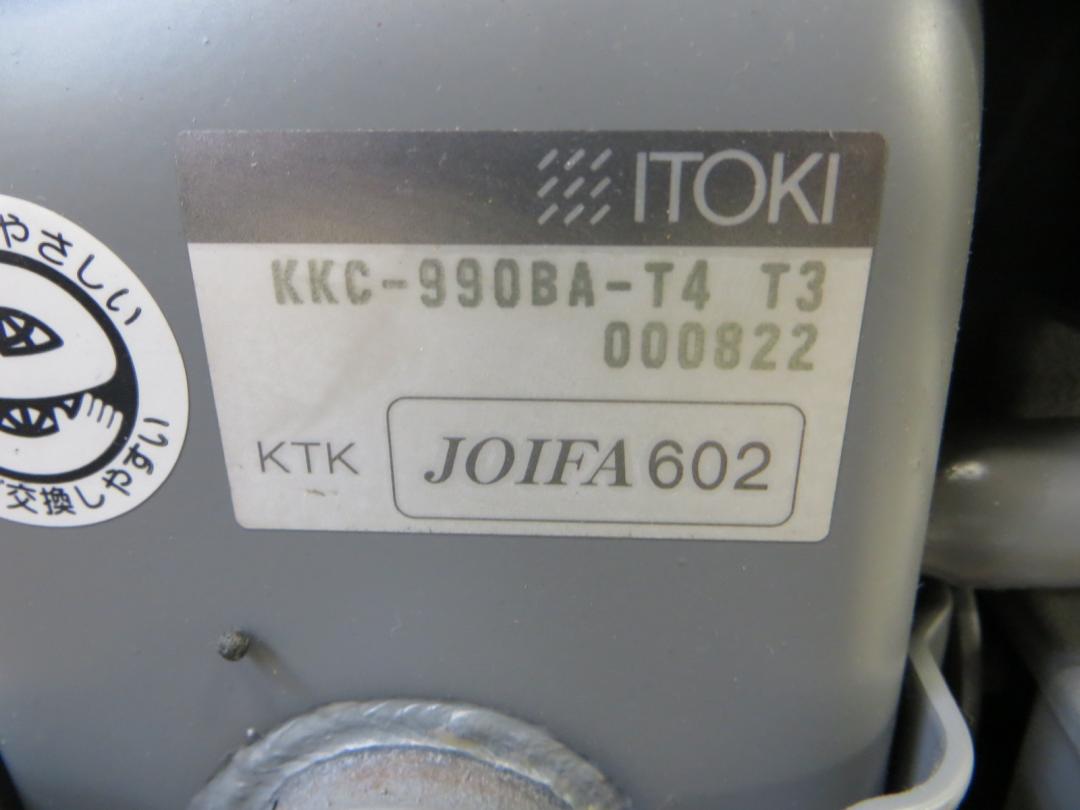 ITOKI
KKC-990BA-T4 T3
000822
KTK JOIFA 602
やさしい
交換しやすい